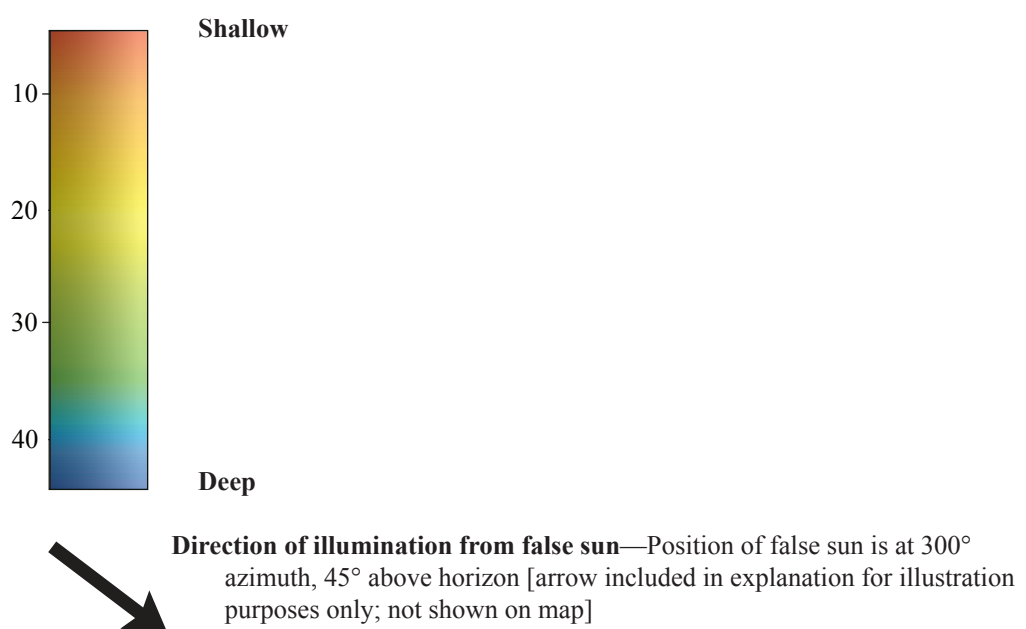 Shallow
10
20
30
40
Deep
Direction of illumination from false sun—Position of false sun is at 300°
azimuth, 45° above horizon [arrow included in explanation for illustration
purposes only; not shown on map]